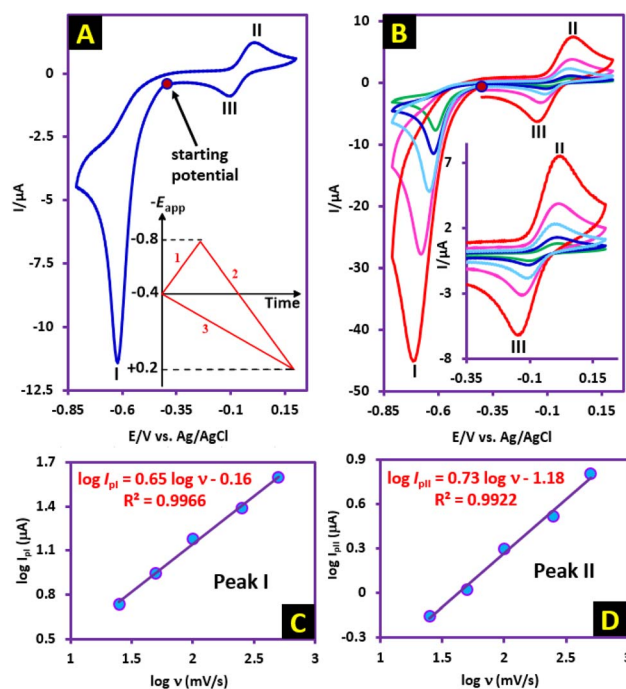 A
II
III
I
starting
potential
I/µA
0
-2.5
-5
-7.5
-10
-12.5
-0.85
-0.6
-0.35
-0.1
0.15
E/V vs. Ag/AgCl
-Eapp
-0.8
-0.4
+0.2
1
2
3
Time
B
II
III
I
I/µA
10
0
-10
-20
-30
-40
-50
-0.85
-0.6
-0.35
-0.1
0.15
E/V vs. Ag/AgCl
II
III
I/µA
7
2
-3
-8
-0.35
-0.1
0.15
log IpI = 0.65 log ν - 0.16
R² = 0.9966
Peak I
C
log IpI (µA)
1.7
1.4
1.1
0.8
0.5
1
1.5
2
2.5
3
log ν (mV/s)
log IpII = 0.73 log ν - 1.18
R² = 0.9922
Peak II
D
log IpII (µA)
0.9
0.6
0.3
0
-0.3
1
1.5
2
2.5
3
log ν (mV/s)